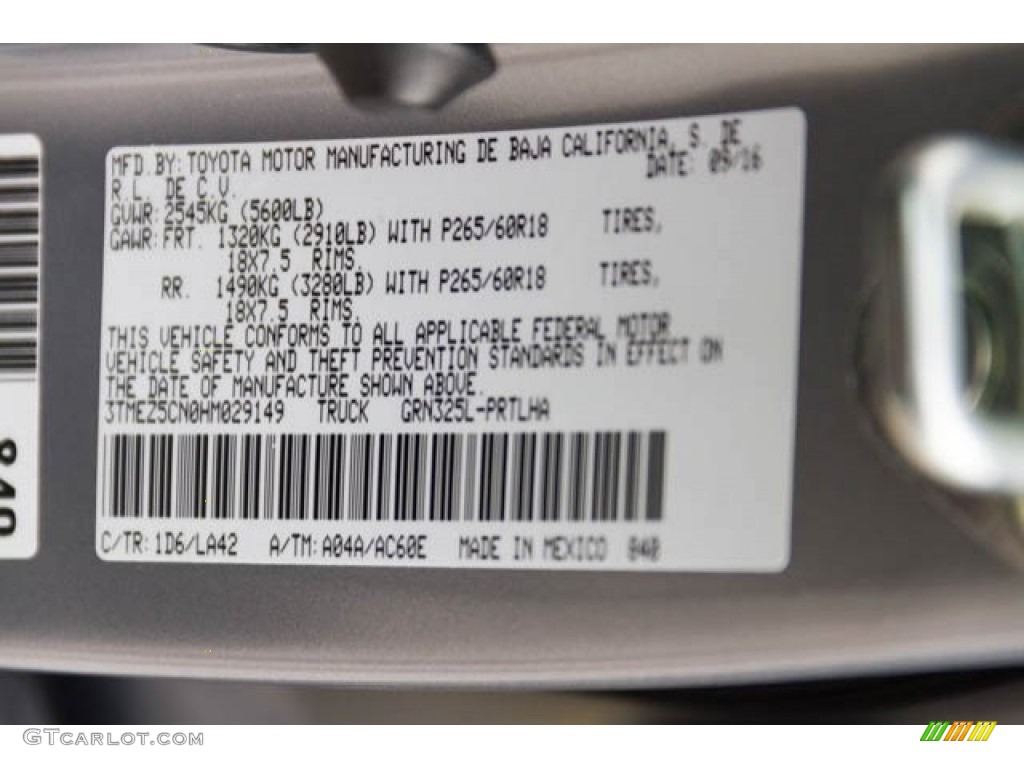 MFD.BY: TOYOTA MOTOR MANUFACTURING DE BAJA CALIFORNIA, S. DE
R.L. DE C.V. DATE: 09/16
GVWR: 2545KG (5600LB)
GAWR: FRT. 1320KG (2910LB) WITH P265/60R18 TIRES,
18X7.5 RIMS,
RR. 1490KG (3280LB) WITH P265/60R18 TIRES,
18X7.5 RIMS.
THIS VEHICLE CONFORMS TO ALL APPLICABLE FEDERAL MOTOR
VEHICLE SAFETY AND THEFT PREVENTION STANDARDS IN EFFECT ON
THE DATE OF MANUFACTURE SHOWN ABOVE.
3TMEZ5CN0HM029149 TRUCK GRN325L-PRTLHA
C/TR: 1D6/LA42 A/TM: A04A/AC60E MADE IN MEXICO 840
840
GTCarLot.com